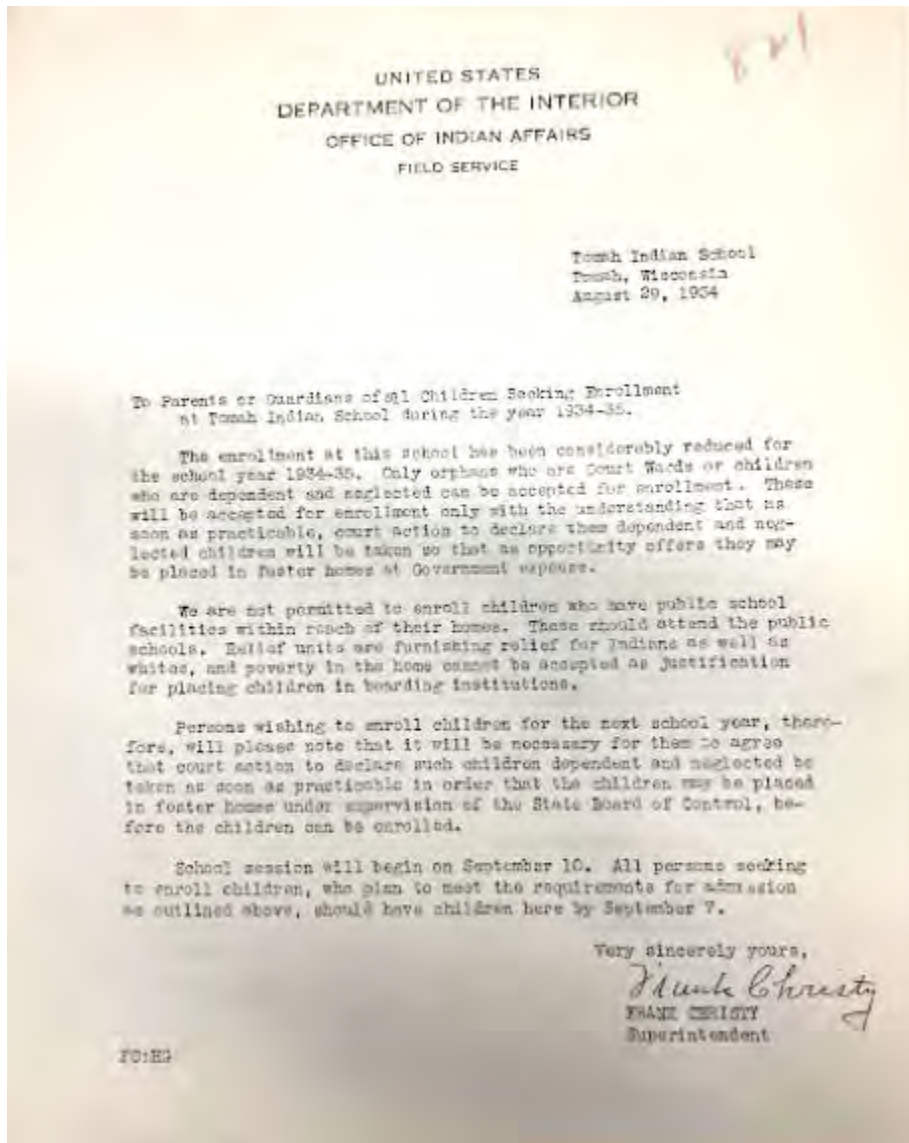 UNITED STATES
DEPARTMENT OF THE INTERIOR
OFFICE OF INDIAN AFFAIRS
FIELD SERVICE
Tomah Indian School
Tomah, Wisconsin
August 29, 1934
To Parents or Guardians of all Children Seeking Enrollment
at Tomah Indian School during the year 1934-35.
The enrollment at this school has been considerably reduced for
the school year 1934-35. Only orphans who are Court Wards or children
who are dependent and neglected can be accepted for enrollment. These
will be accepted for enrollment only with the understanding that as
soon as practicable, court action to declare them dependent and neg-
lected children will be taken so that as opportunity offers they may
be placed in foster homes at Government expense.
We are not permitted to enroll children who have public school
facilities within reach of their homes. These should attend the public
schools. Relief units are furnishing relief for Indians as well as
whites, and poverty in the home cannot be accepted as justification
for placing children in boarding institutions.
Persons wishing to enroll children for the next school year, there-
fore, will please note that it will be necessary for them to agree
that court action to declare such children dependent and neglected be
taken as soon as practicable in order that the children may be placed
in foster homes under supervision of the State Board of Control, be-
fore the children can be enrolled.
School session will begin on September 10. All persons seeking
to enroll children, who plan to meet the requirements for admission
as outlined above, should have children here by September 7.
Very sincerely yours,
Frank Christy
FRANK CHRISTY
Superintendent
FC:HG